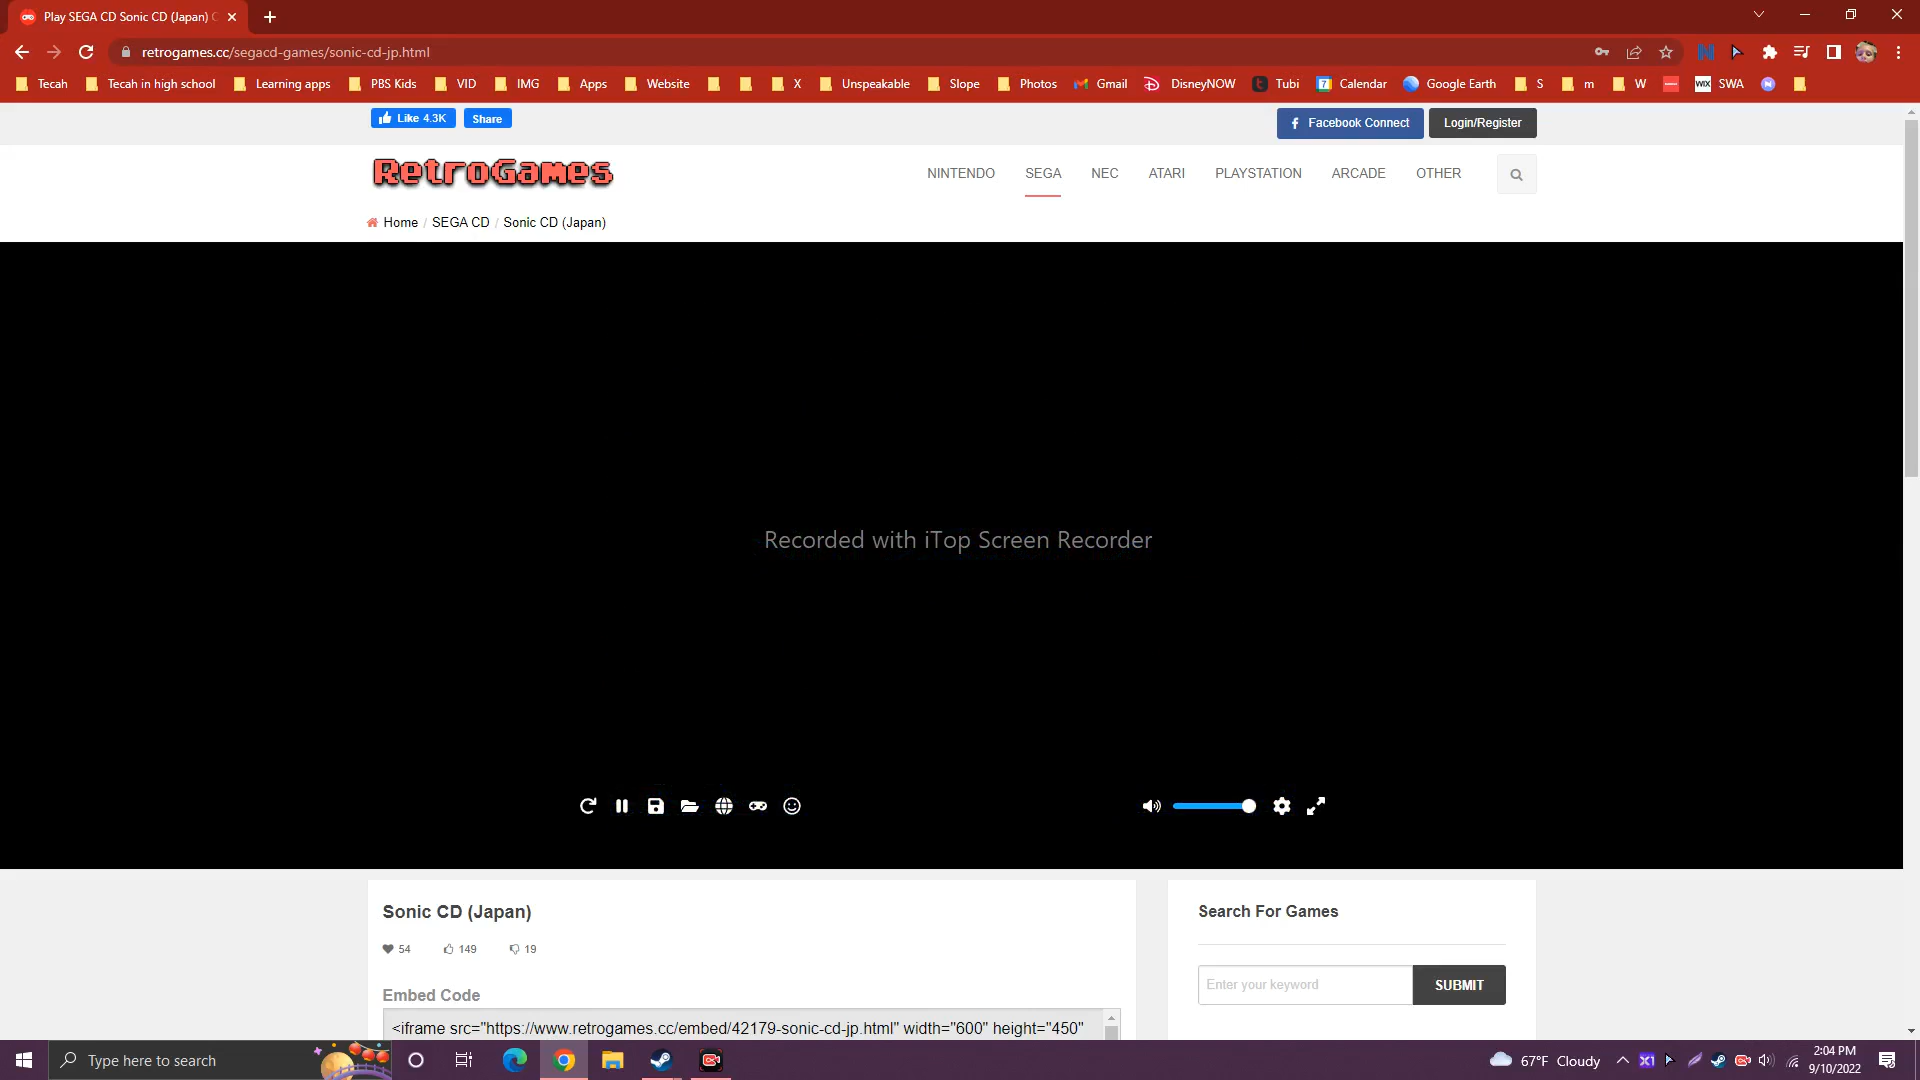 Play SEGA CD Sonic CD (Japan)
retrogames.cc/segacd-games/sonic-cd-jp.html
Tecah Tecah in high school Learning apps PBS Kids VID IMG Apps Website X Unspeakable Slope Photos Gmail DisneyNOW Tubi Calendar Google Earth S m W SWA
Like 4.3K Share Facebook Connect Login/Register
RetroGames NINTENDO SEGA NEC ATARI PLAYSTATION ARCADE OTHER
Home / SEGA CD / Sonic CD (Japan)
Recorded with iTop Screen Recorder
Sonic CD (Japan)
54 149 19
Embed Code
<iframe src="https://www.retrogames.cc/embed/42179-sonic-cd-jp.html" width="600" height="450"
Search For Games
Enter your keyword SUBMIT
Type here to search 67°F Cloudy 2:04 PM
9/10/2022